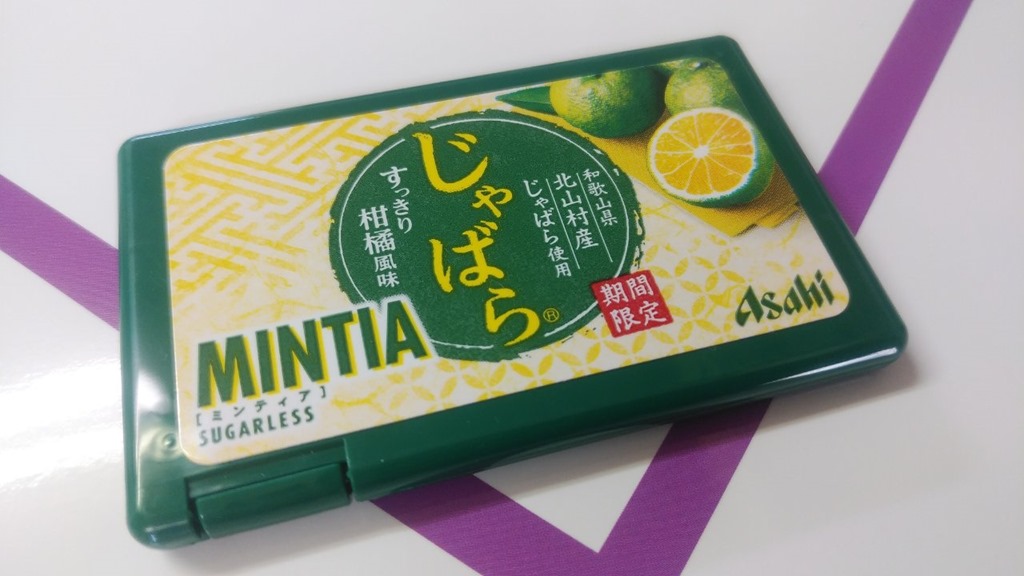 じゃばら®
すっきり
柑橘風味
和歌山県
北山村産
じゃばら使用
期間
限定
MINTIA
[ミンティア]
SUGARLESS
Asahi